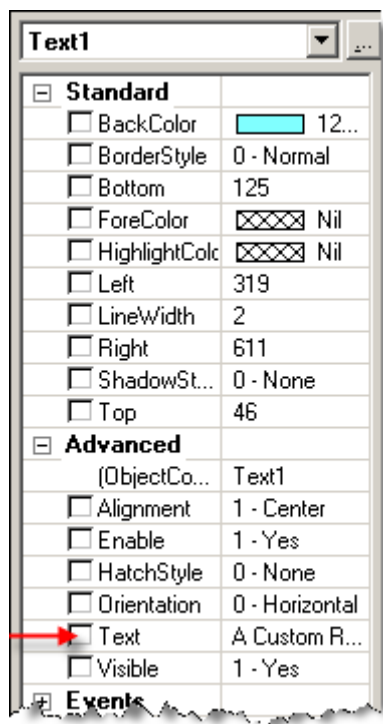 Text1 ...
Standard
BackColor 12...
BorderStyle 0 - Normal
Bottom 125
ForeColor Nil
HighlightColc Nil
Left 319
LineWidth 2
Right 611
ShadowSt... 0 - None
Top 46
Advanced
(ObjectCo... Text1
Alignment 1 - Center
Enable 1 - Yes
HatchStyle 0 - None
Orientation 0 - Horizontal
Text A Custom R...
Visible 1 - Yes
Events